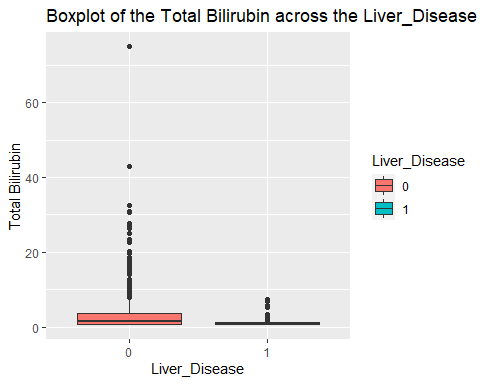 Boxplot of the Total Bilirubin across the Liver_Disease
Total Bilirubin
60
40
20
0
0
1
Liver_Disease
Liver_Disease
0
1